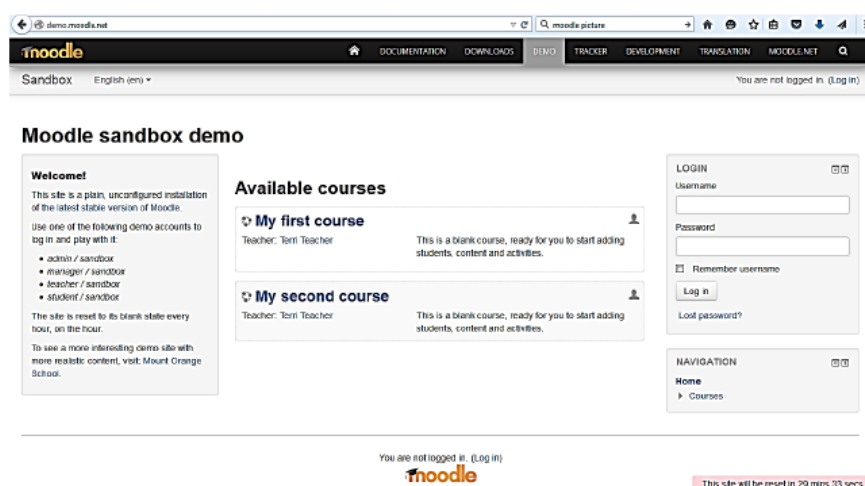 demo.moodle.net
moodle picture
moodle
DOCUMENTATION DOWNLOADS DEMO TRACKER DEVELOPMENT TRANSLATION MOODLE.NET
Sandbox English (en)
You are not logged in. (Log in)
Moodle sandbox demo
Welcome!
This site is a plain, unconfigured installation
of the latest stable version of Moodle.
Use one of the following demo accounts to
log in and play with it:
admin / sandbox
manager / sandbox
teacher / sandbox
student / sandbox
The site is reset to its blank state every
hour, on the hour.
To see a more interesting demo site with
more realistic content, visit: Mount Orange
School.
Available courses
My first course
Teacher: Terri Teacher
This is a blank course, ready for you to start adding
students, content and activities.
My second course
Teacher: Terri Teacher
This is a blank course, ready for you to start adding
students, content and activities.
LOGIN
Username
Password
Remember username
Log in
Lost password?
NAVIGATION
Home
Courses
You are not logged in. (Log in)
moodle
This site will be reset in 29 mins 33 secs